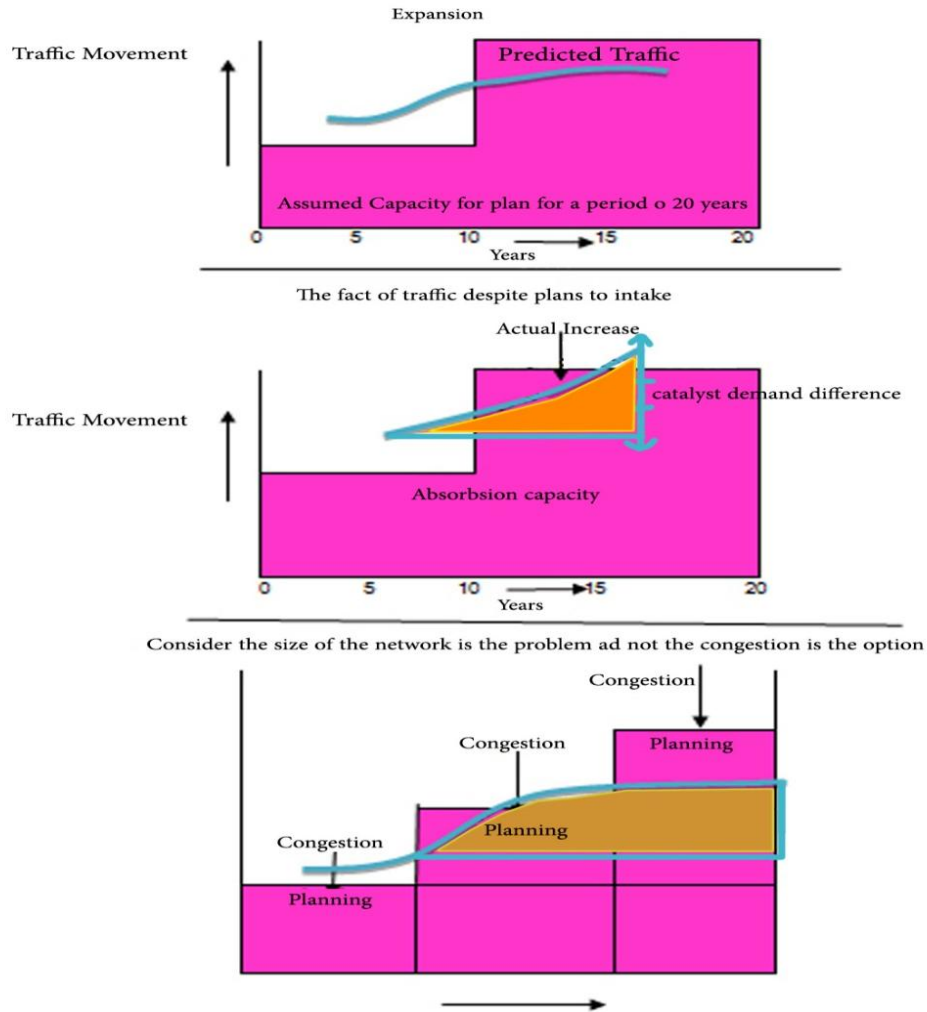 Expansion
Traffic Movement
Predicted Traffic
Assumed Capacity for plan for a period o 20 years
0 5 10 15 20
Years
The fact of traffic despite plans to intake
Actual Increase
catalyst demand difference
Traffic Movement
Absorbsion capacity
0 5 10 15 20
Years
Consider the size of the network is the problem ad not the congestion is the option
Congestion
Congestion
Planning
Planning
Congestion
Planning